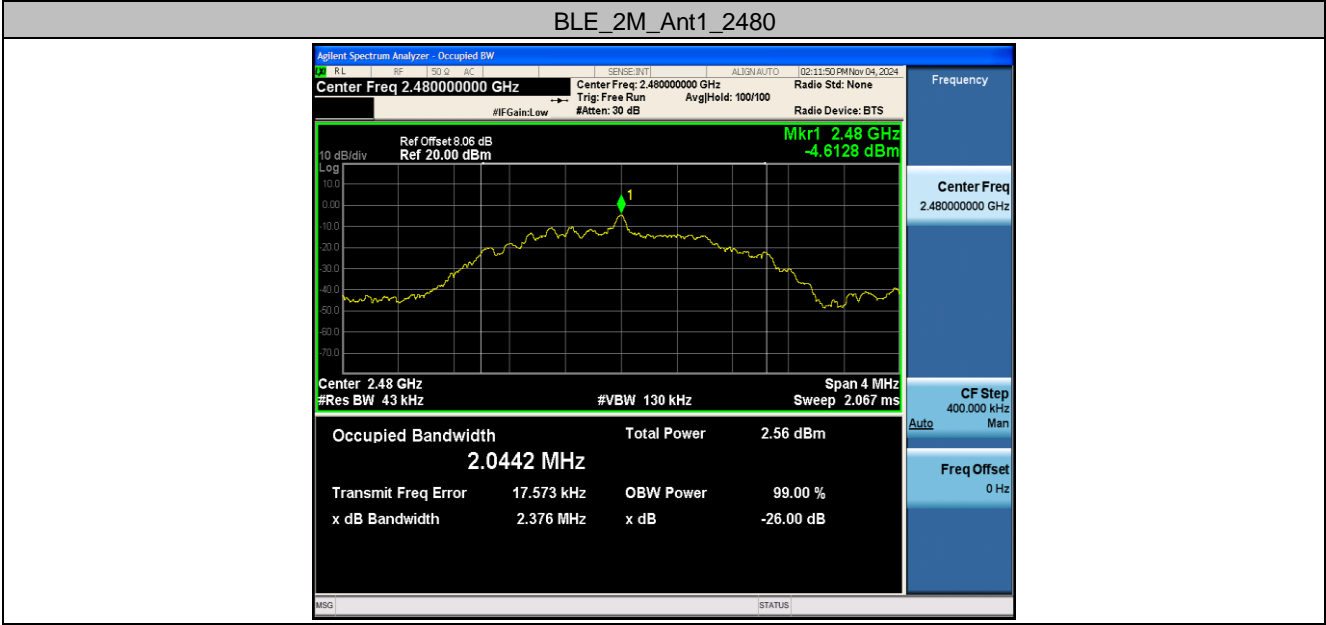 BLE_2M_Ant1_2480
Agilent Spectrum Analyzer - Occupied BW
RL RF 50 Ω AC SENSE:INT ALIGN AUTO 02:11:50 PM Nov 04, 2024
Center Freq 2.480000000 GHz
Center Freq: 2.480000000 GHz
Radio Std: None
Trig: Free Run Avg|Hold: 100/100
#IFGain:Low
#Atten: 30 dB
Radio Device: BTS
Frequency
Ref Offset 8.06 dB
Mkr1 2.48 GHz
10 dB/div Ref 20.00 dBm
-4.6128 dBm
Log
10.0
0.00
-10.0
-20.0
-30.0
-40.0
-50.0
-60.0
-70.0
1
Center 2.48 GHz
Span 4 MHz
#Res BW 43 kHz
#VBW 130 kHz
Sweep 2.067 ms
Center Freq
2.480000000 GHz
CF Step
400.000 kHz
Auto Man
Freq Offset
0 Hz
Occupied Bandwidth
Total Power 2.56 dBm
2.0442 MHz
Transmit Freq Error 17.573 kHz OBW Power 99.00 %
x dB Bandwidth 2.376 MHz x dB -26.00 dB
MSG STATUS